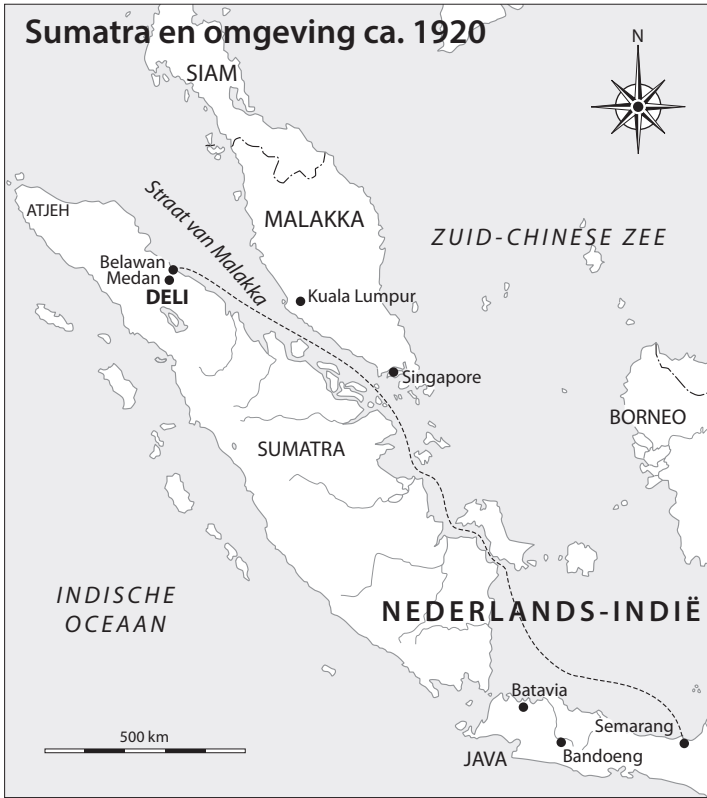 Sumatra en omgeving ca. 1920
SIAM
N
ATJEH
Straat van Malakka
MALAKKA
ZUID-CHINESE ZEE
Belawan
Medan
DELI
Kuala Lumpur
Singapore
BORNEO
SUMATRA
INDISCHE
OCEAAN
NEDERLANDS-INDIË
Batavia
Semarang
500 km
JAVA
Bandoeng